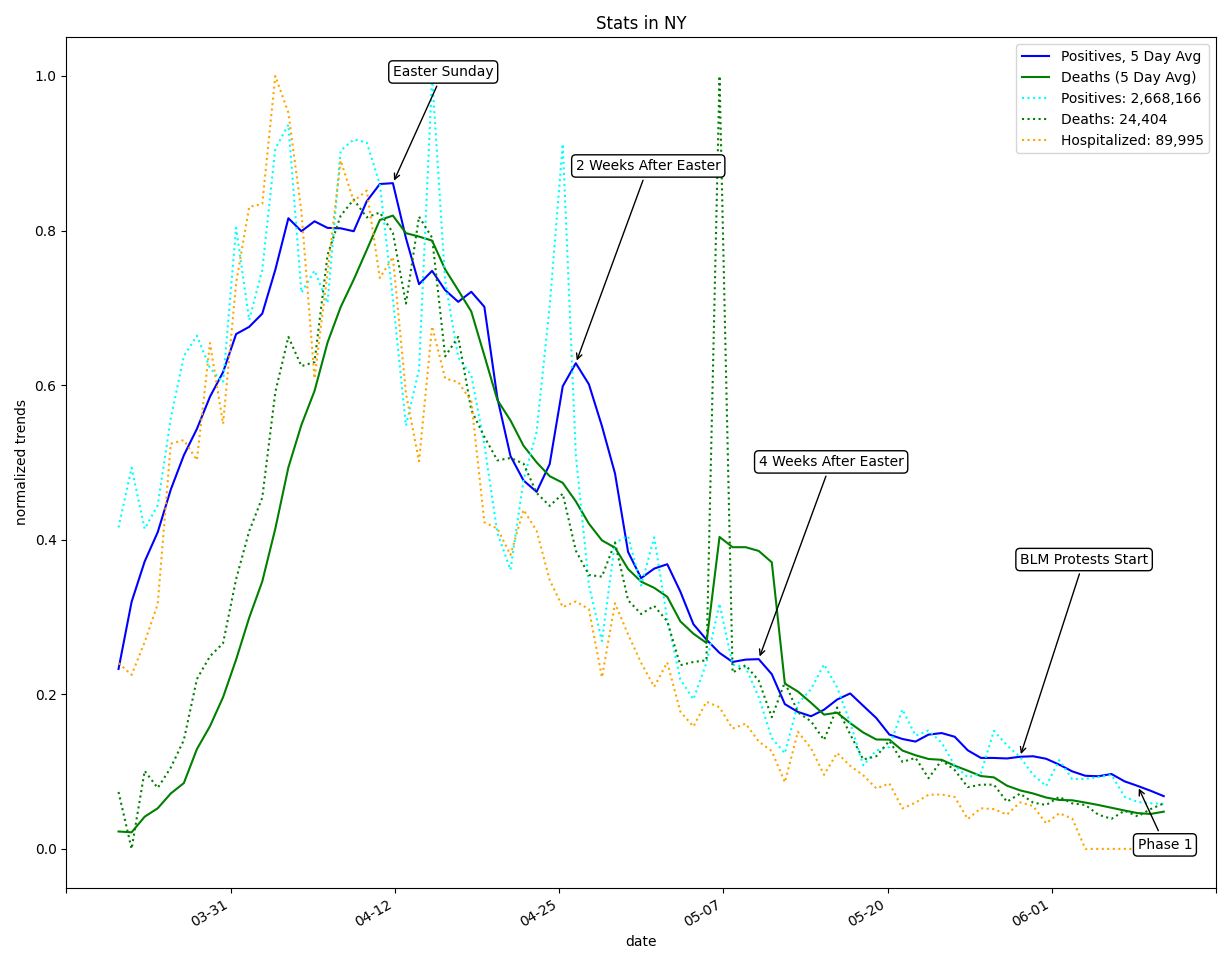 Stats in NY
Easter Sunday
Positives, 5 Day Avg
Deaths (5 Day Avg)
Positives: 2,668,166
Deaths: 24,404
Hospitalized: 89,995
2 Weeks After Easter
4 Weeks After Easter
BLM Protests Start
Phase 1
normalized trends
1.0
0.8
0.6
0.4
0.2
0.0
03-31
04-12
04-25
05-07
05-20
06-01
date